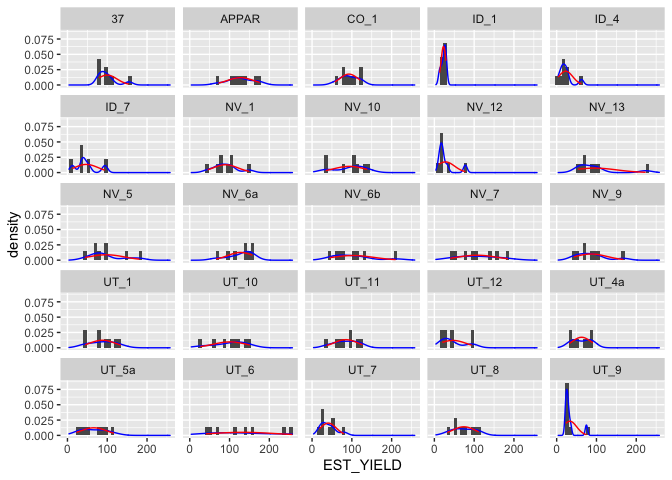 37 APPAR CO_1 ID_1 ID_4
0.075
0.050
0.025
0.000
ID_7 NV_1 NV_10 NV_12 NV_13
0.075
0.050
0.025
0.000
NV_5 NV_6a NV_6b NV_7 NV_9
0.075
0.050
0.025
0.000
density
UT_1 UT_10 UT_11 UT_12 UT_4a
0.075
0.050
0.025
0.000
UT_5a UT_6 UT_7 UT_8 UT_9
0.075
0.050
0.025
0.000
0 100 200 0 100 200 0 100 200 0 100 200 0 100 200
EST_YIELD